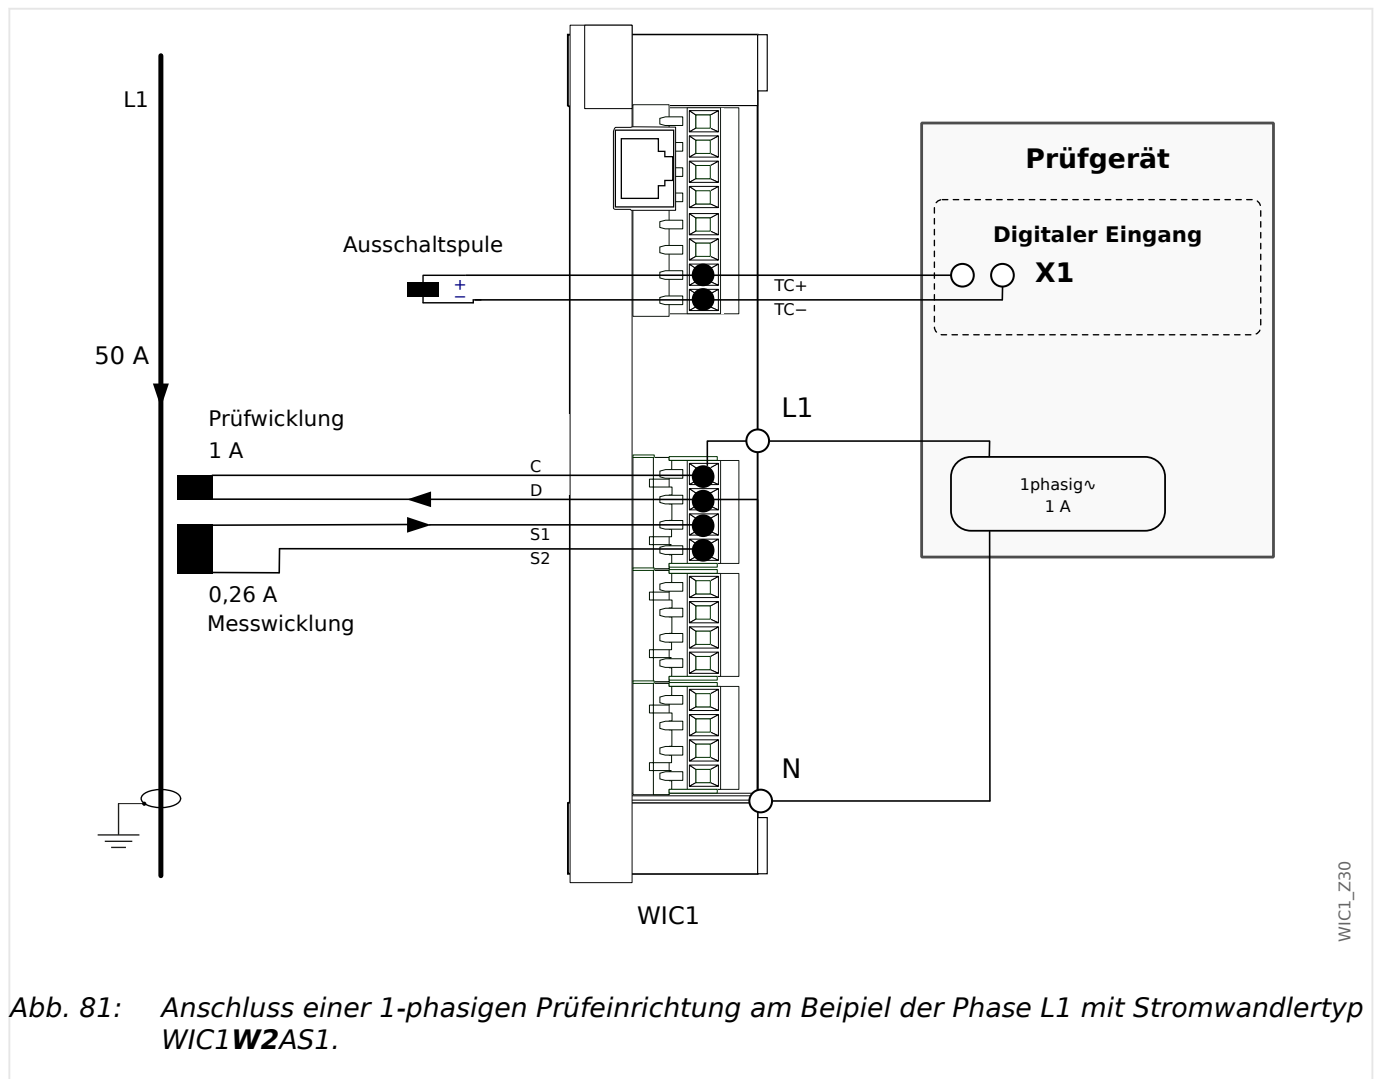 L1
Prüfgerät
Digitaler Eingang
X1
Ausschaltspule
+
−
TC+
TC−
50 A
L1
Prüfwicklung
1 A
C
D
S1
S2
1phasig∿
1 A
0,26 A
Messwicklung
N
WIC1
WIC1_Z30
Abb. 81: Anschluss einer 1-phasigen Prüfeinrichtung am Beipiel der Phase L1 mit Stromwandlertyp
WIC1W2AS1.